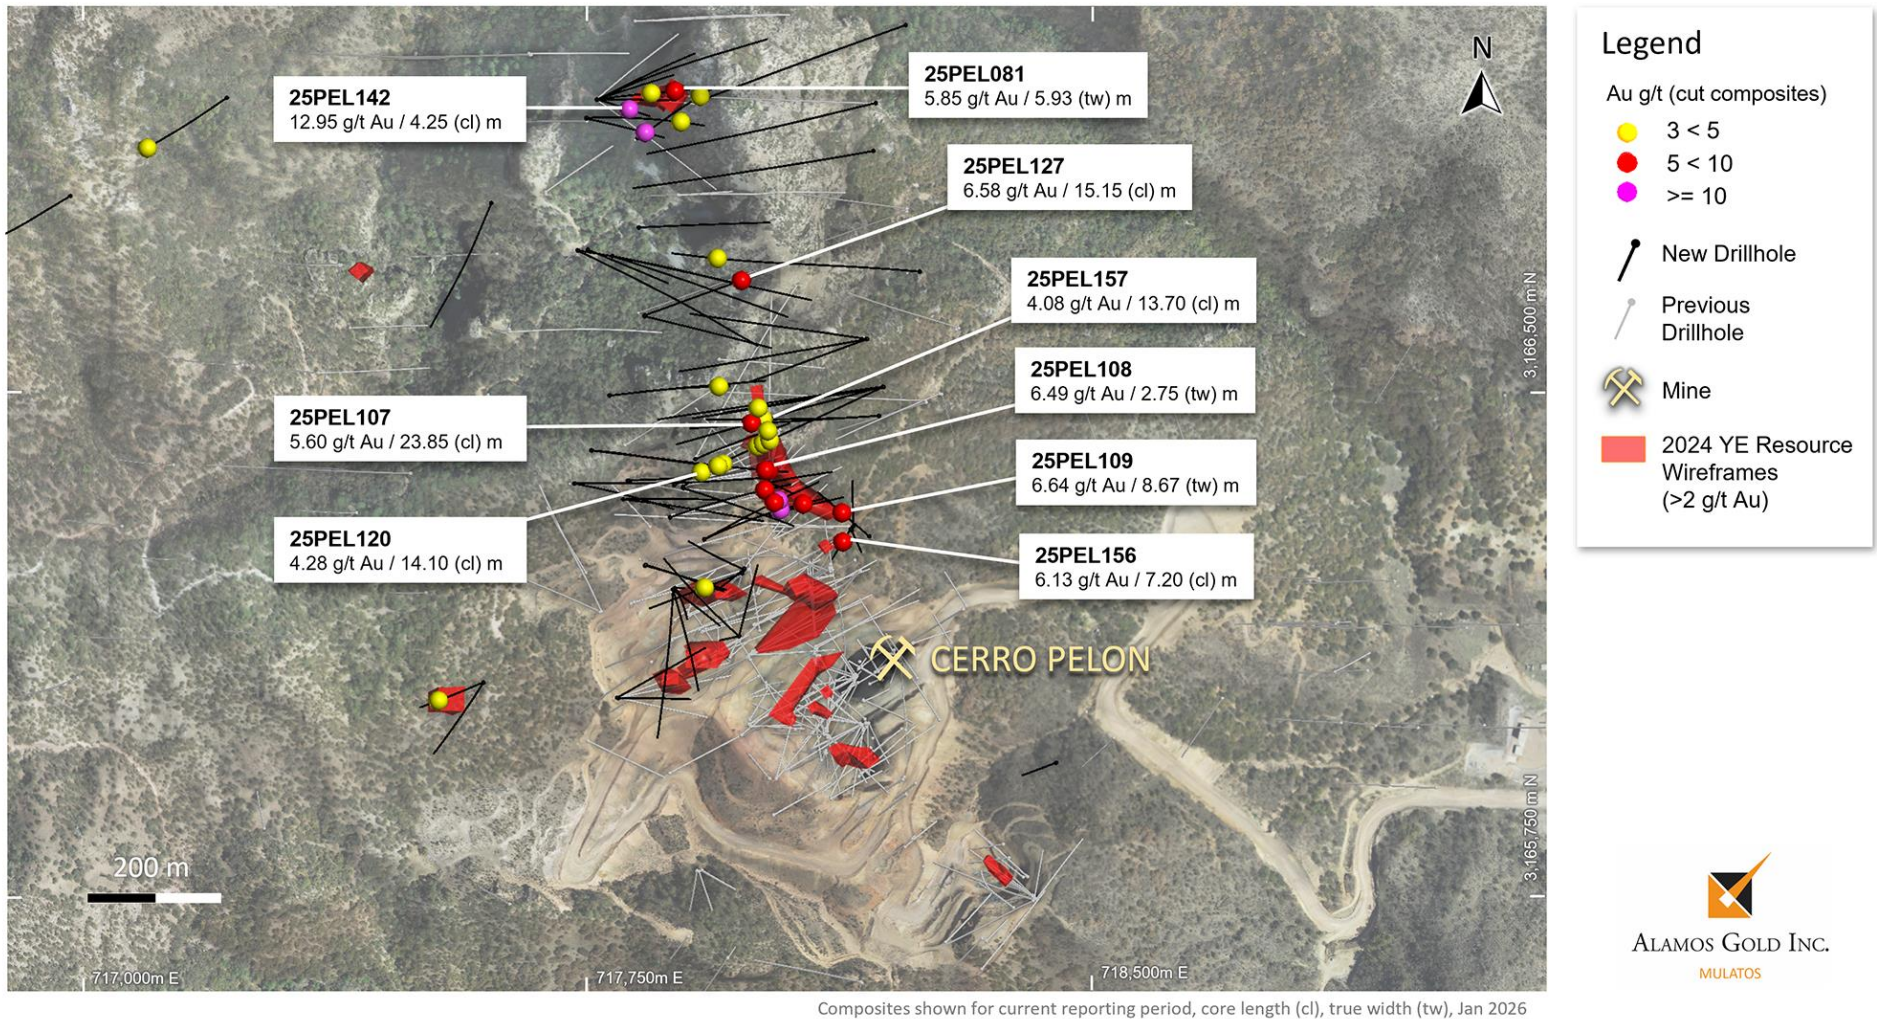 25PEL142
12.95 g/t Au / 4.25 (cl) m
25PEL081
5.85 g/t Au / 5.93 (tw) m
25PEL127
6.58 g/t Au / 15.15 (cl) m
25PEL157
4.08 g/t Au / 13.70 (cl) m
25PEL108
6.49 g/t Au / 2.75 (tw) m
25PEL107
5.60 g/t Au / 23.85 (cl) m
25PEL109
6.64 g/t Au / 8.67 (tw) m
25PEL120
4.28 g/t Au / 14.10 (cl) m
25PEL156
6.13 g/t Au / 7.20 (cl) m
CERRO PELON
200 m
717,000m E
717,750m E
718,500m E
3,166,500 m N
3,165,750 m N
N
Legend
Au g/t (cut composites)
3 < 5
5 < 10
>= 10
New Drillhole
Previous
Drillhole
Mine
2024 YE Resource
Wireframes
(>2 g/t Au)
ALAMOS GOLD INC.
MULATOS
Composites shown for current reporting period, core length (cl), true width (tw), Jan 2026